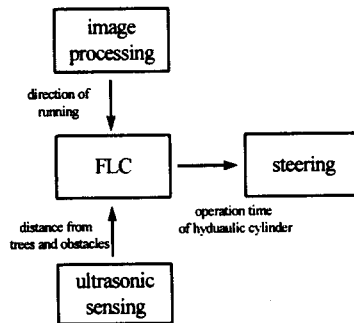 image
processing
direction of
running
FLC
steering
operation time
of hyduaulic cylinder
distance from
trees and obstacles
ultrasonic
sensing